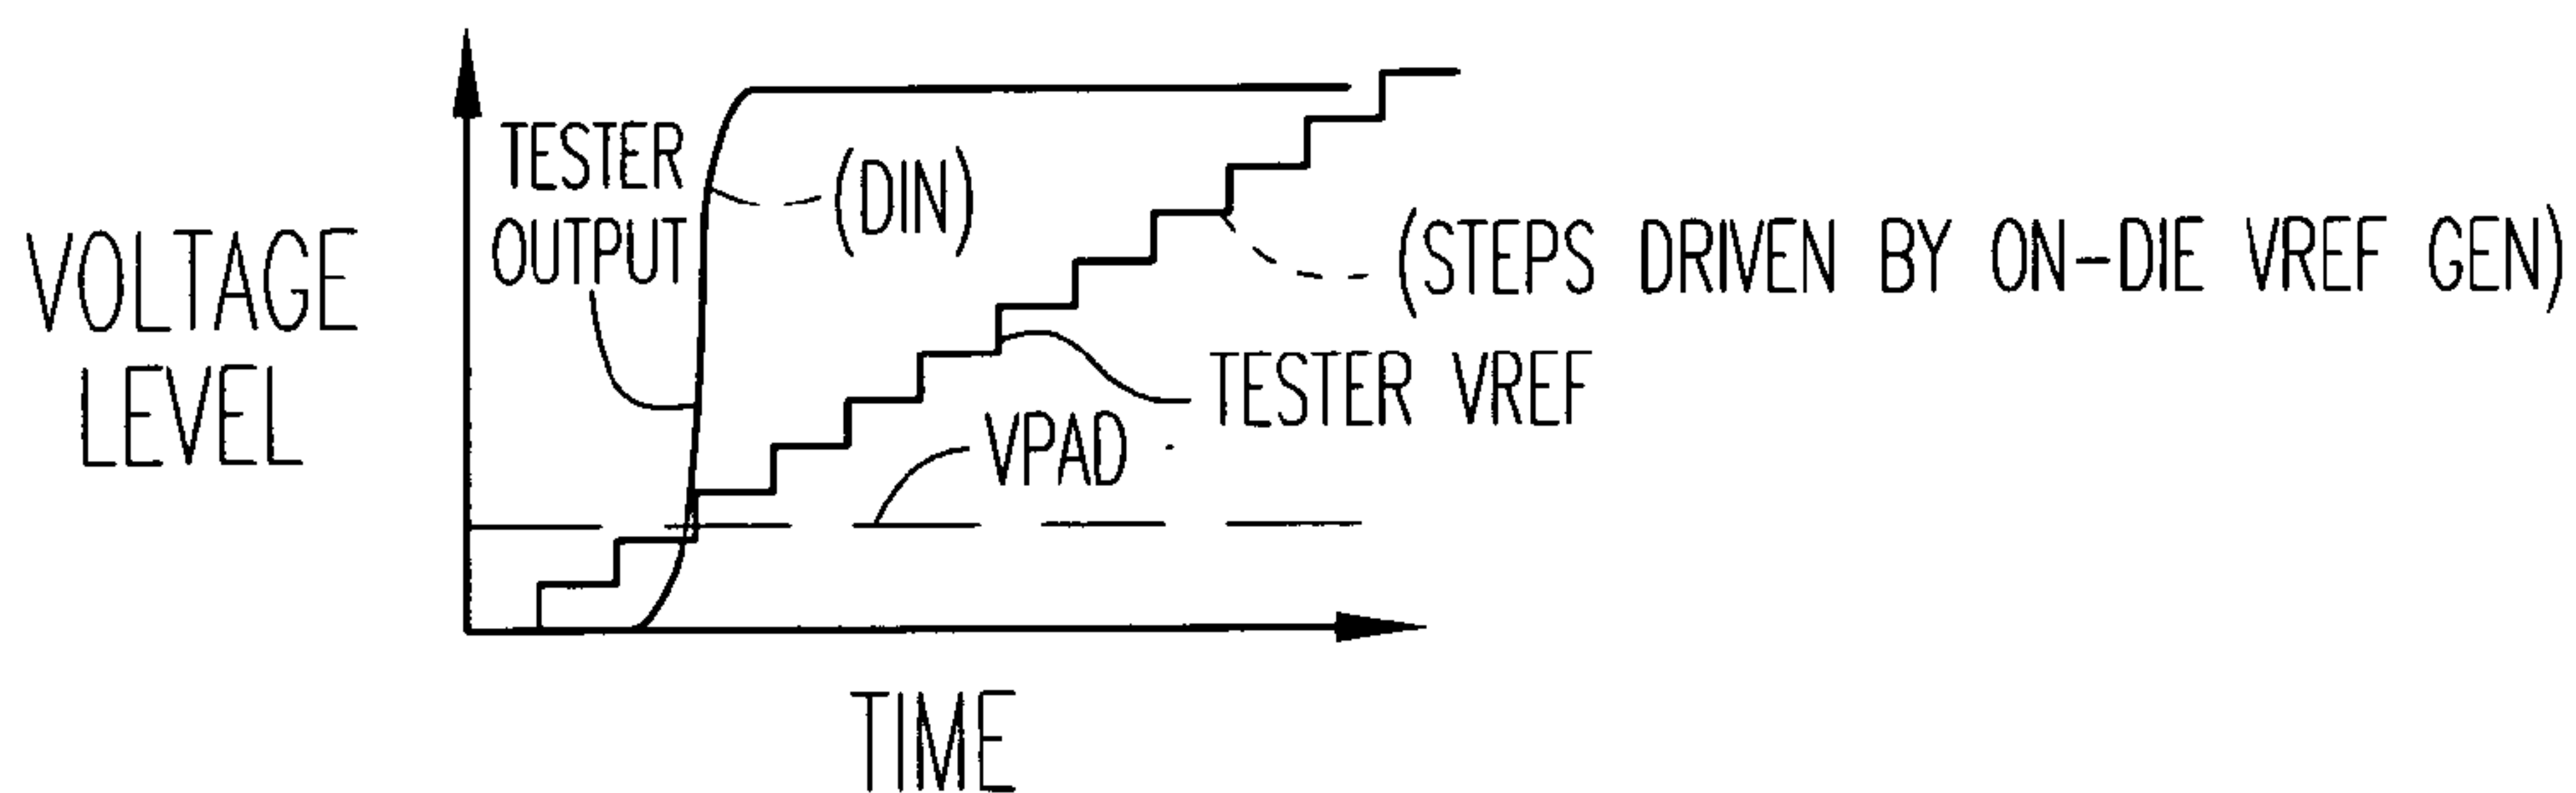 TESTER
OUTPUT
(DIN)
VOLTAGE
LEVEL
(STEPS DRIVEN BY ON-DIE VREF GEN)
TESTER VREF
VPAD
TIME